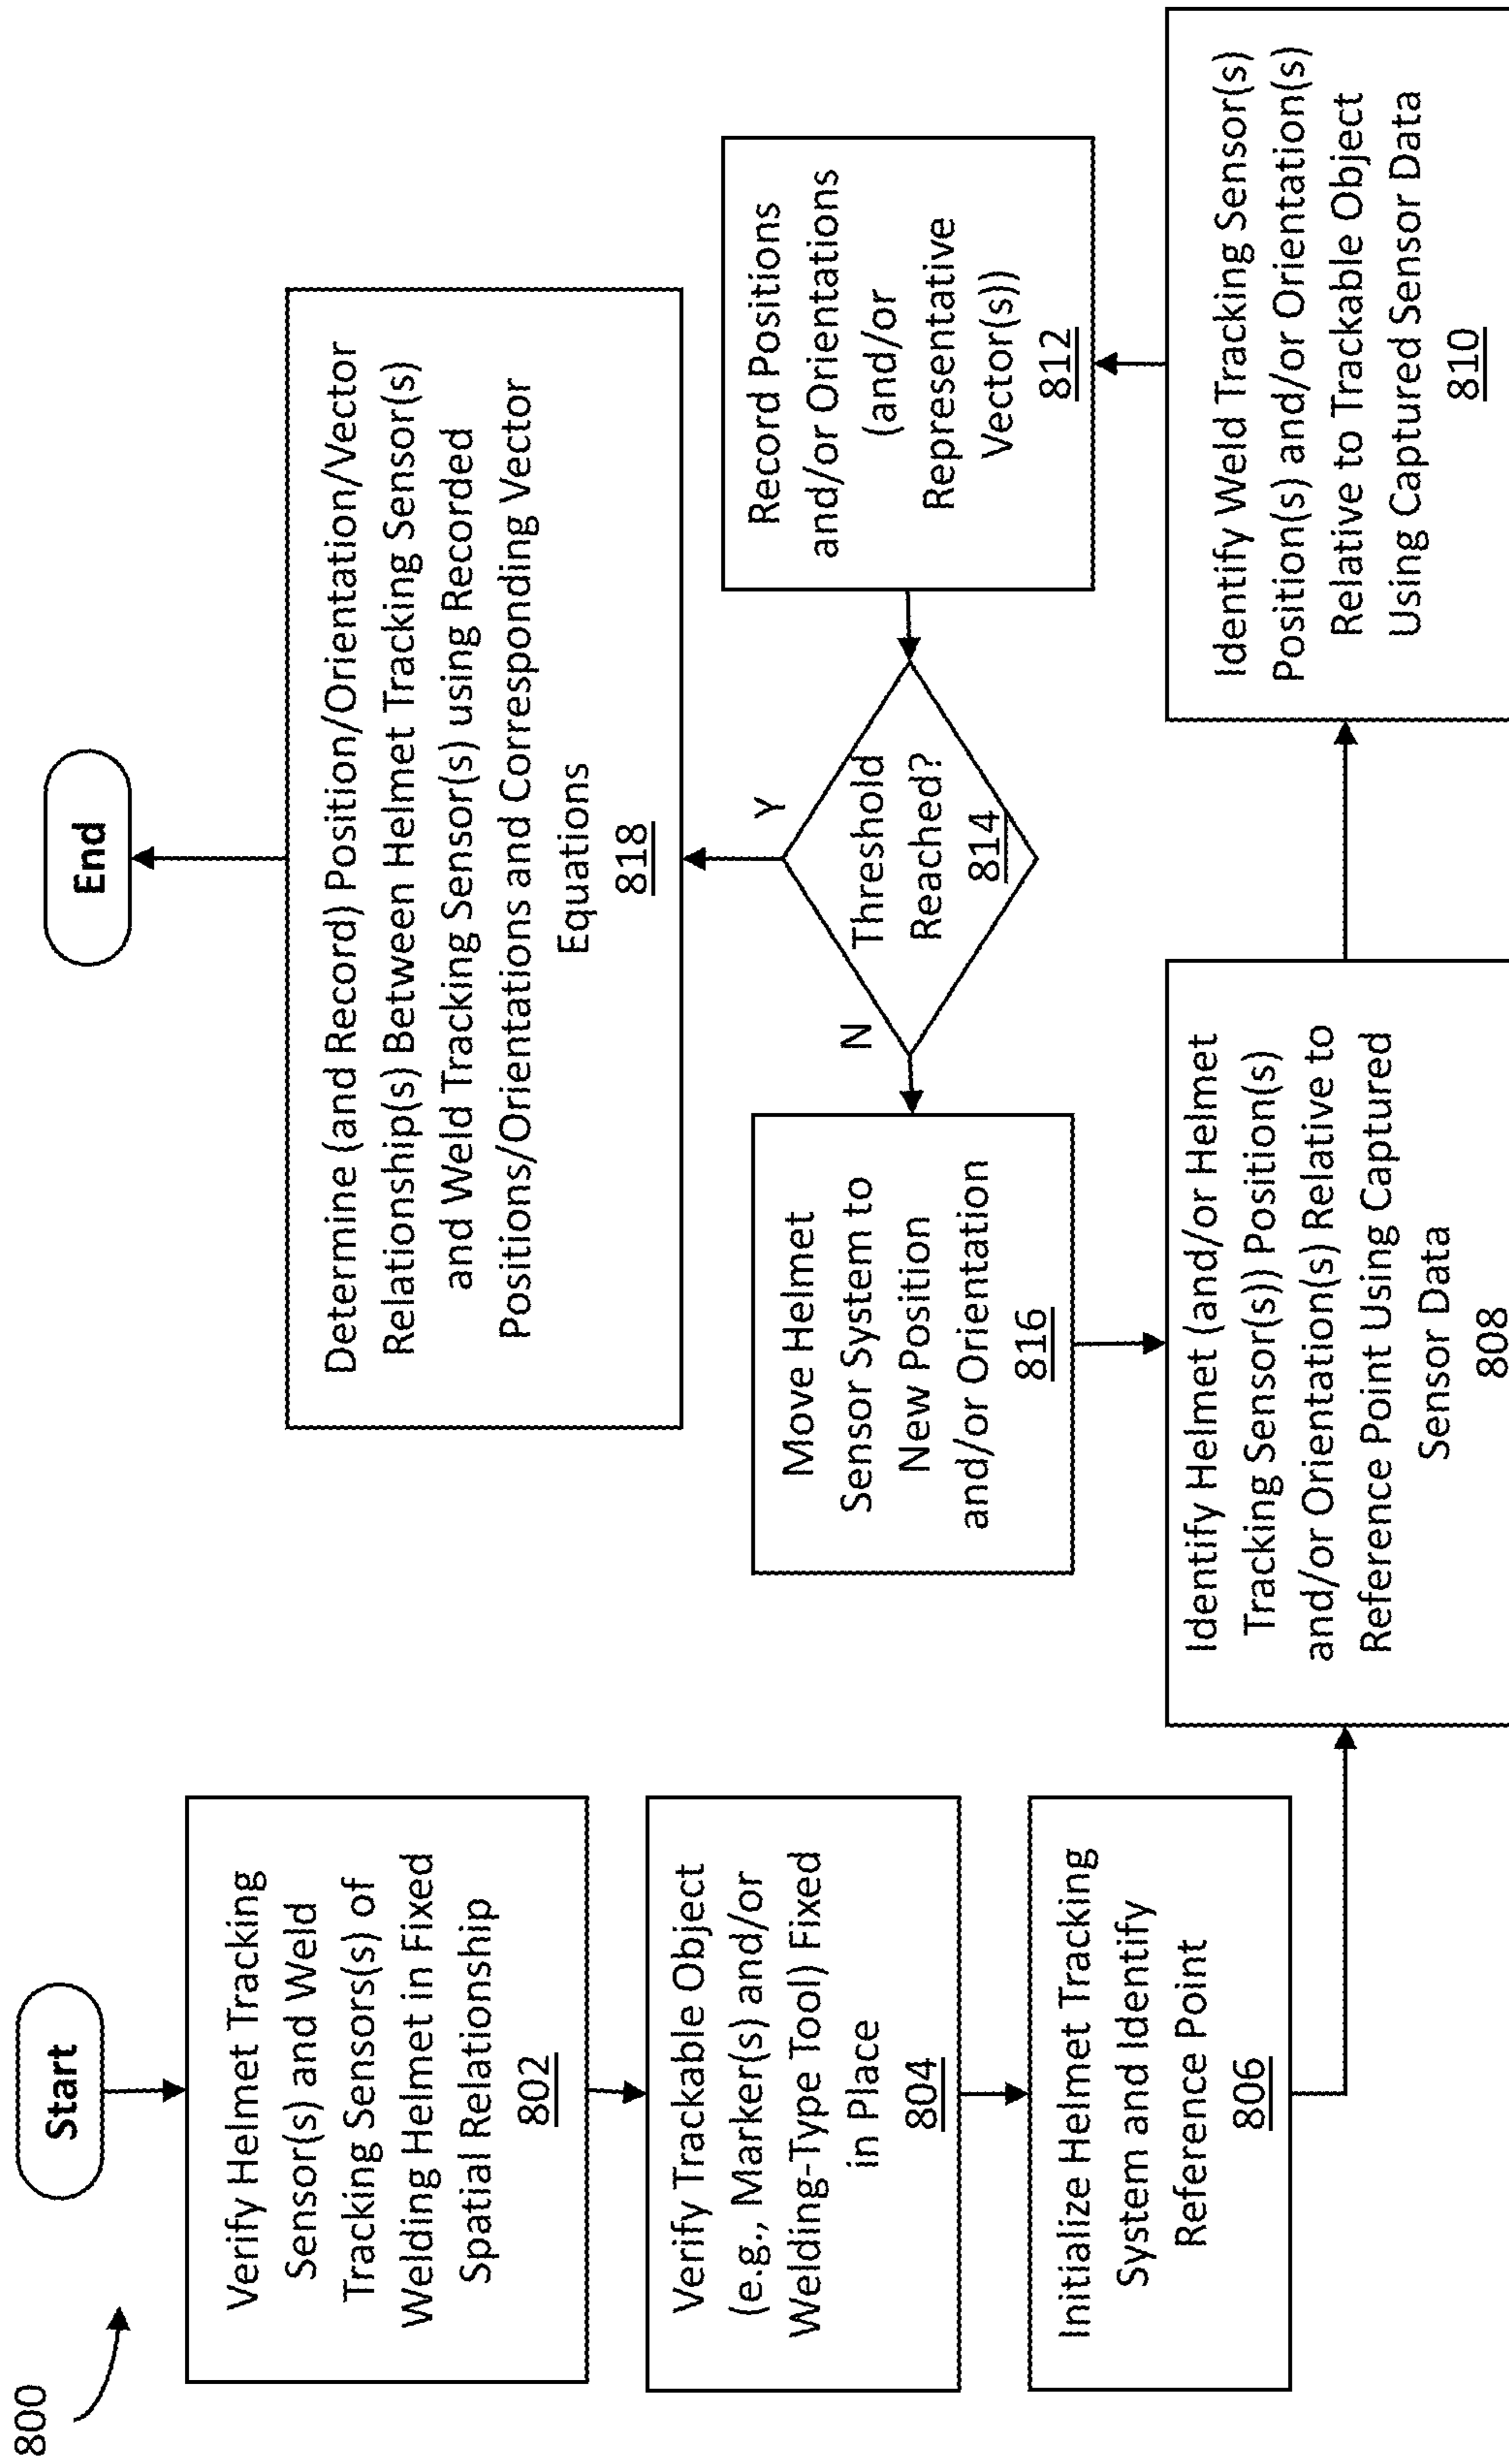 800
Start
Verify Helmet Tracking
Sensor(s) and Weld
Tracking Sensors(s) of
Welding Helmet in Fixed
Spatial Relationship
802
Verify Trackable Object
(e.g., Marker(s) and/or
Welding-Type Tool) Fixed
in Place
804
Initialize Helmet Tracking
System and Identify
Reference Point
806
Identify Helmet (and/or Helmet
Tracking Sensor(s)) Position(s)
and/or Orientation(s) Relative to
Reference Point Using Captured
Sensor Data
808
Identify Weld Tracking Sensor(s)
Position(s) and/or Orientation(s)
Relative to Trackable Object
Using Captured Sensor Data
810
Record Positions
and/or Orientations
(and/or
Representative
Vector(s))
812
Threshold
Reached?
814
N
Y
Move Helmet
Sensor System to
New Position
and/or Orientation
816
Determine (and Record) Position/Orientation/Vector
Relationship(s) Between Helmet Tracking Sensor(s)
and Weld Tracking Sensor(s) using Recorded
Positions/Orientations and Corresponding Vector
Equations
818
End